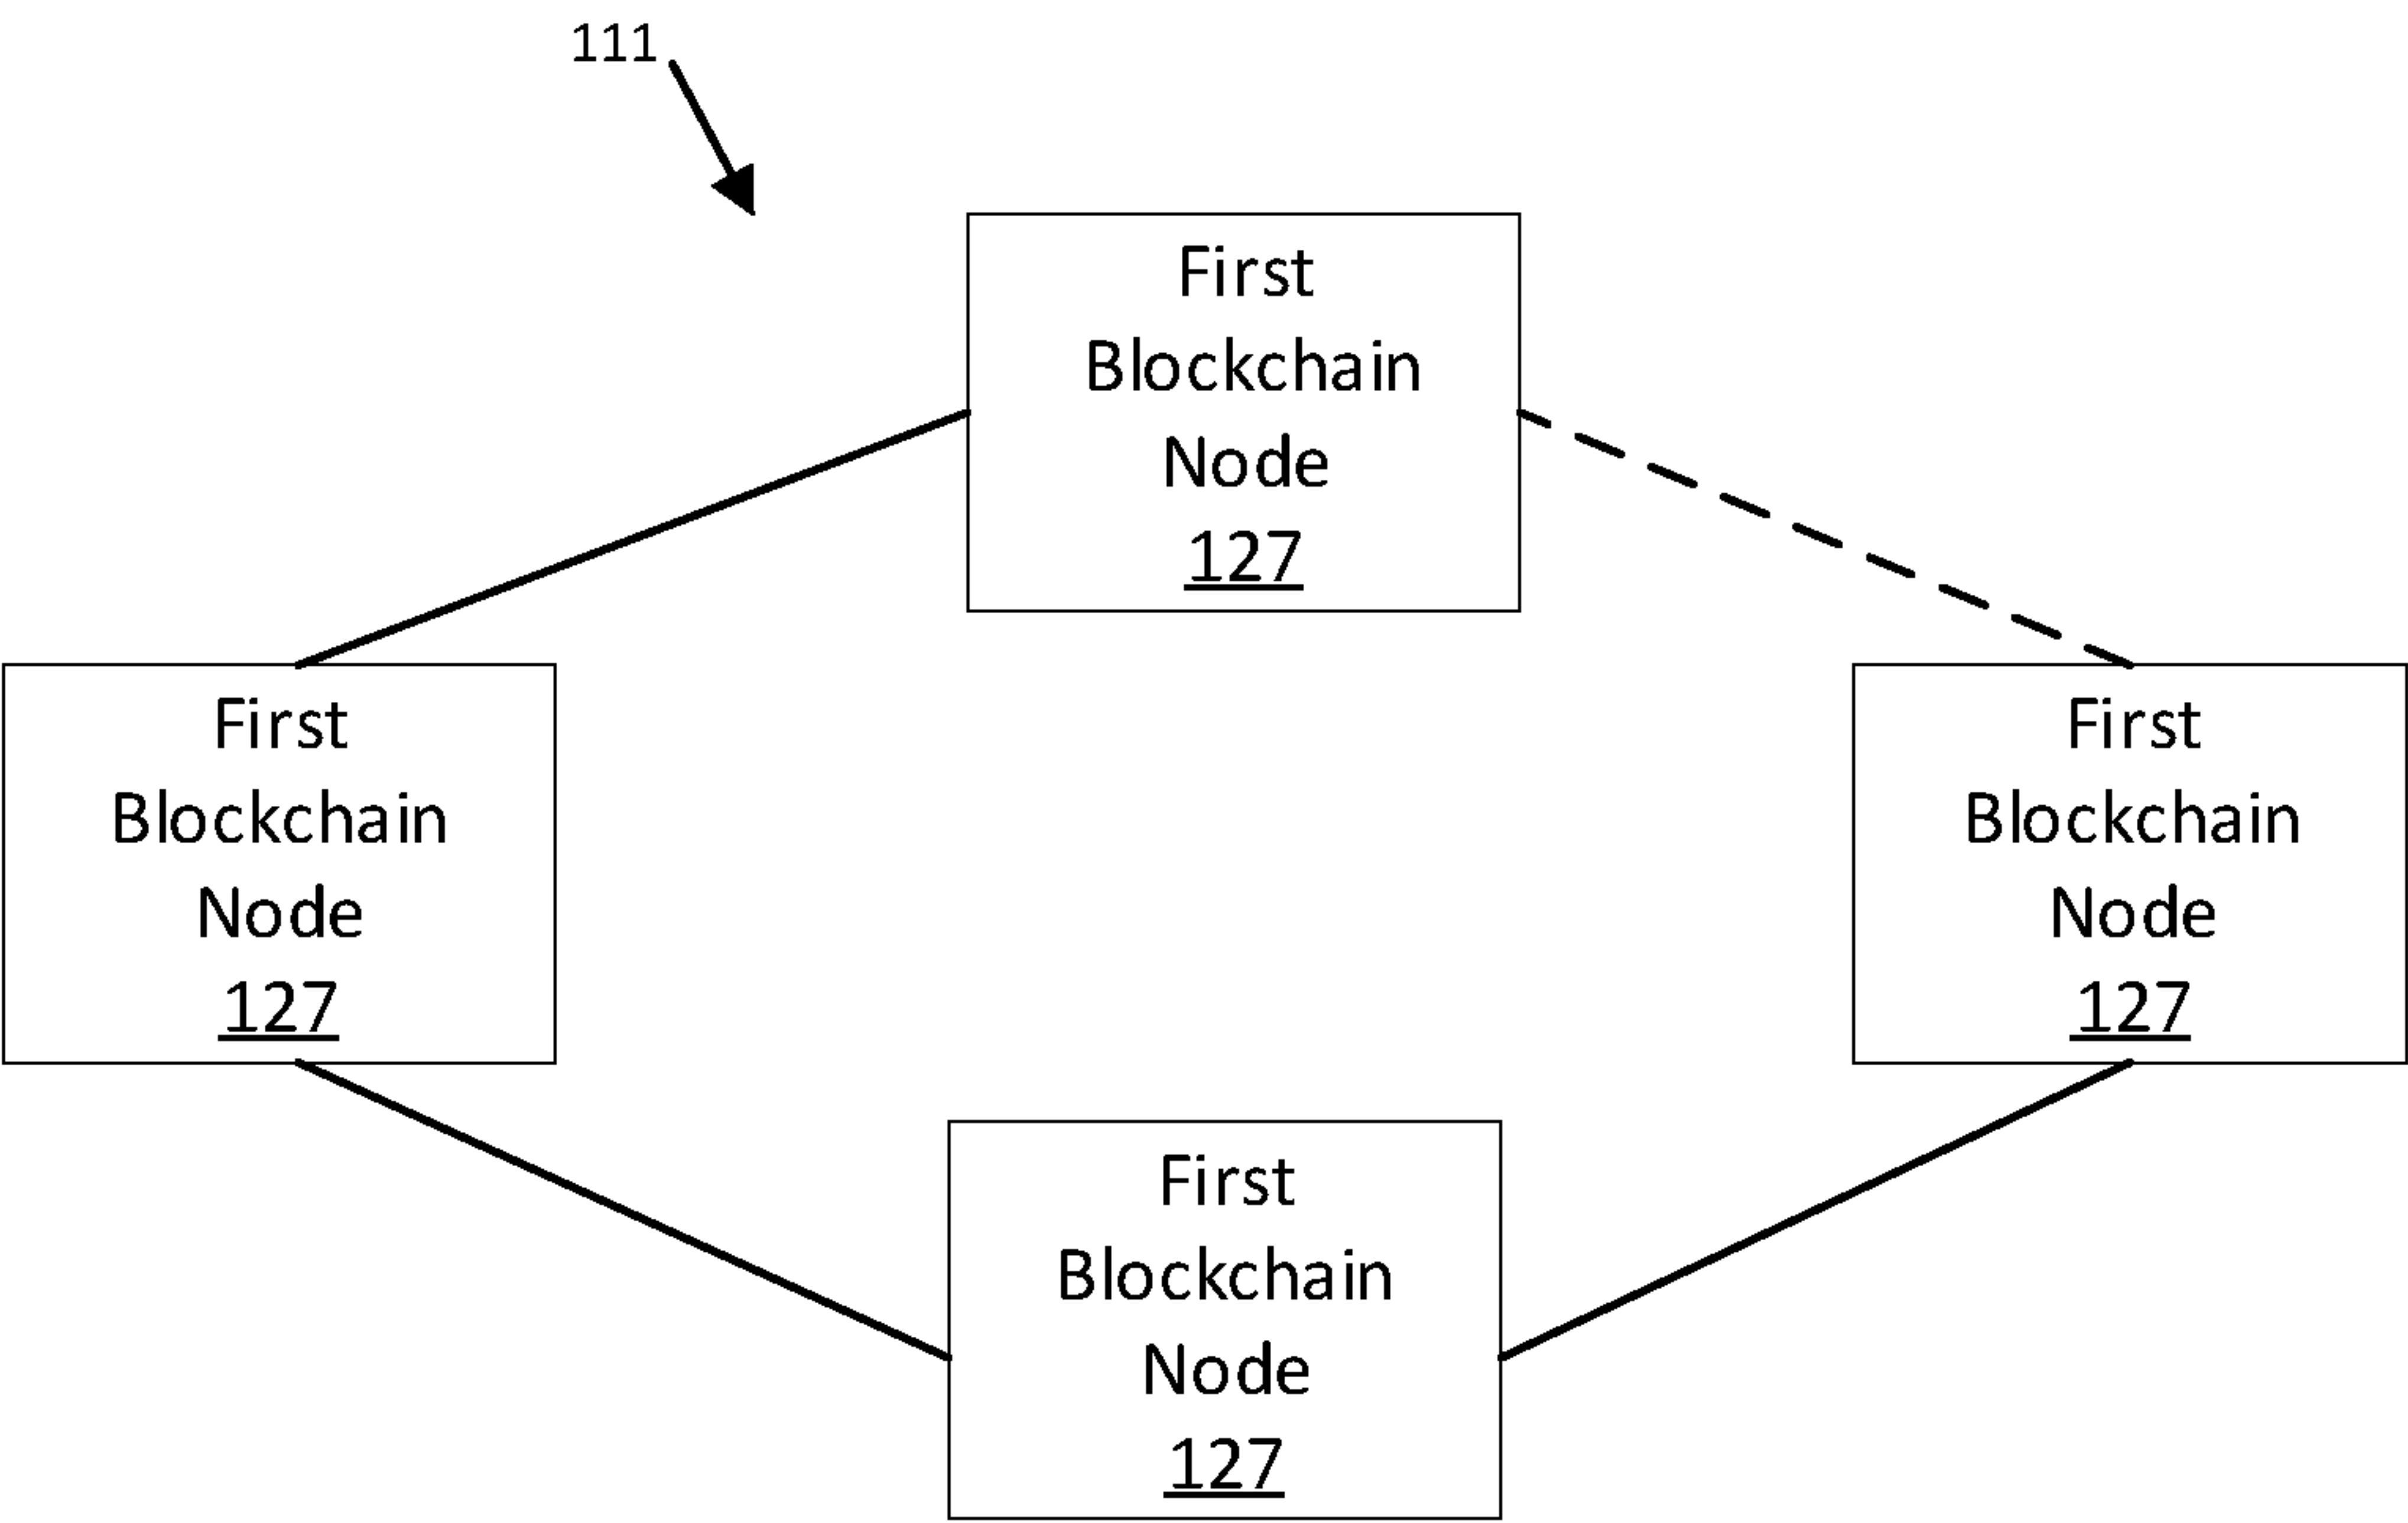 111
First
Blockchain
Node
127
First
Blockchain
Node
127
First
Blockchain
Node
127
First
Blockchain
Node
127